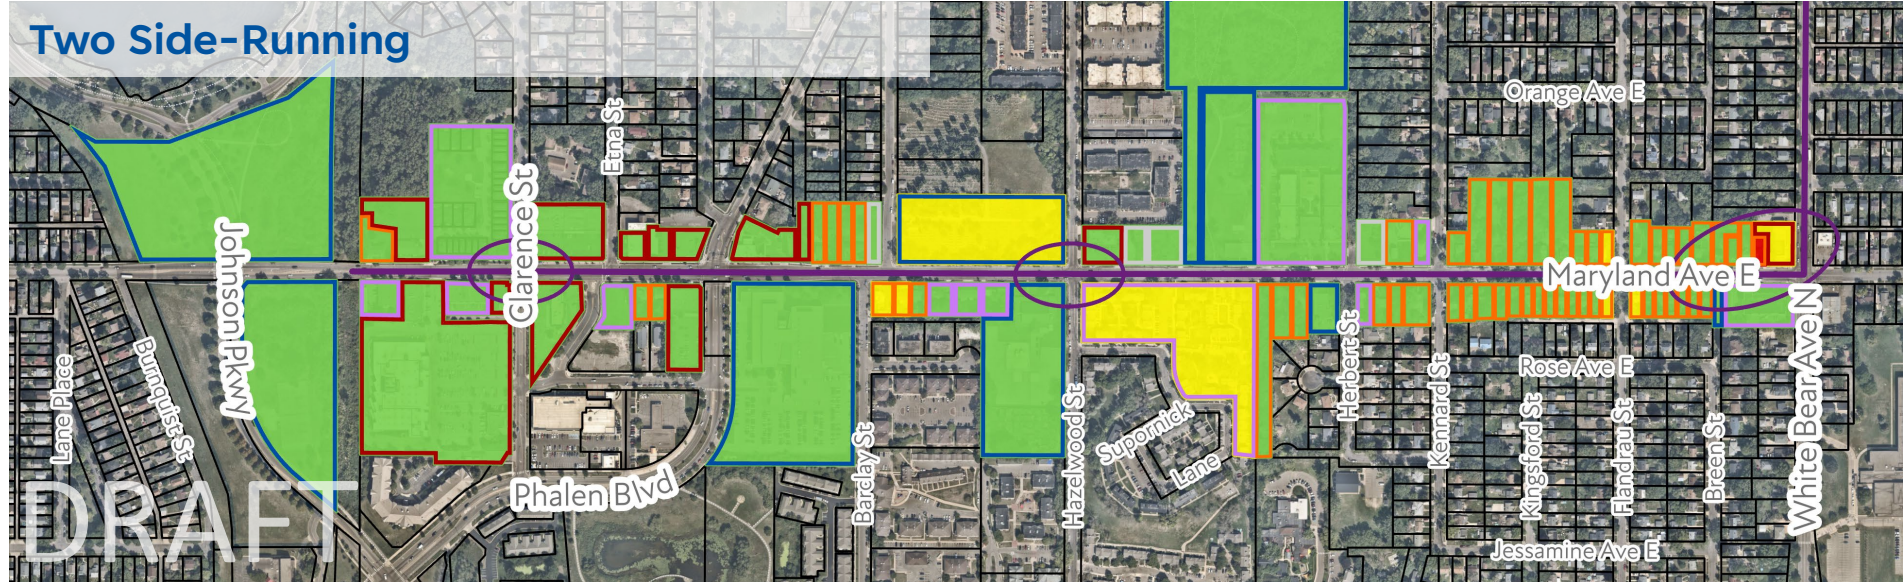 Two Side-Running
Orange Ave E
Etna St
Clarence St
Johnson Pkwy
Maryland Ave E
White Bear Ave N
Lane Place
Burnquist St
Herbert St
Kennard St
Rose Ave E
Supornick
Lane
Barclay St
Hazelwood St
Kingsford St
Flandrau St
Breen St
Phalen Blvd
Jessamine Ave E
DRAFT